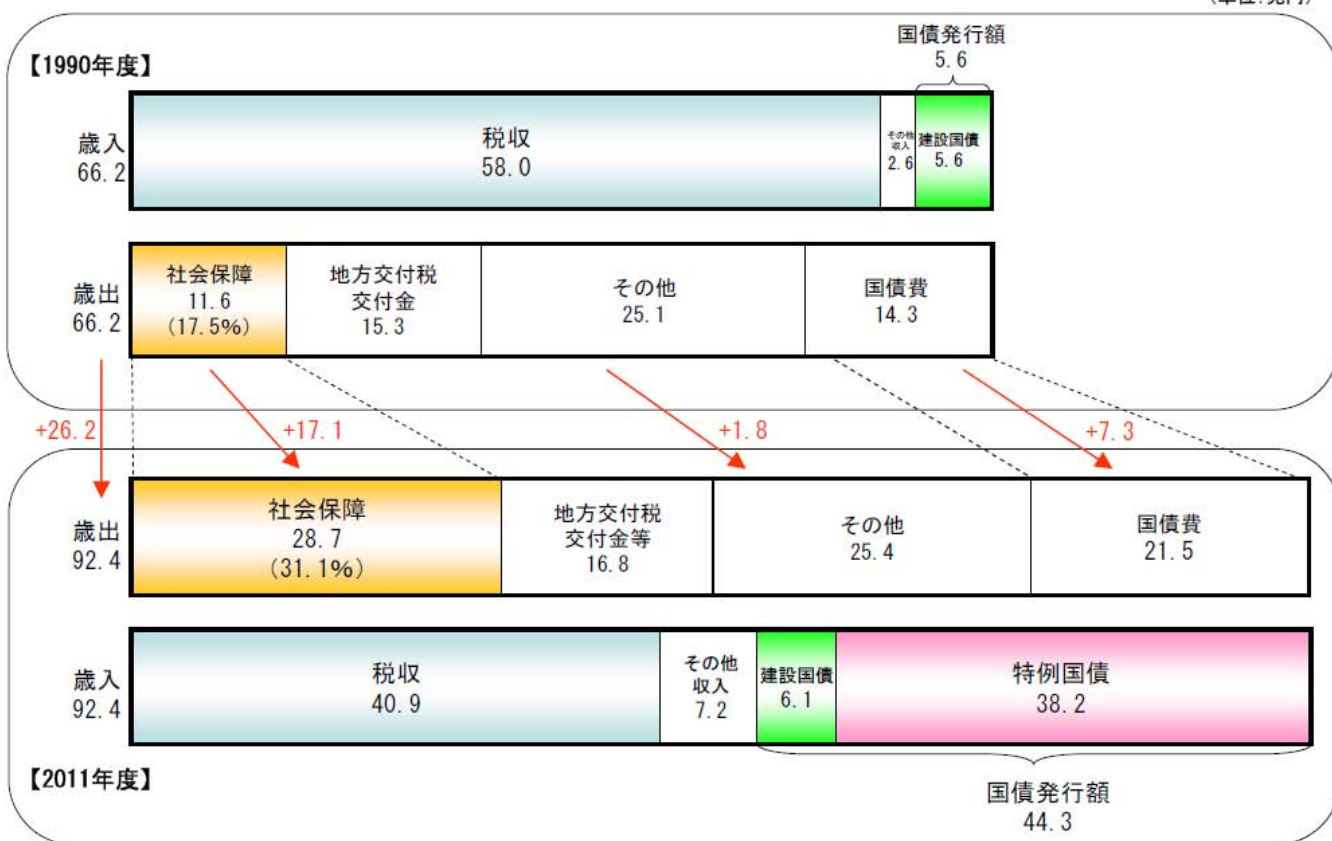 【1990年度】
国債発行額
5.6
歳入
66.2
税収
58.0
その他
収入
2.6
建設国債
5.6
歳出
66.2
社会保障
11.6
(17.5%)
地方交付税
交付金
15.3
その他
25.1
国債費
14.3
+26.2
+17.1
+1.8
+7.3
歳出
92.4
社会保障
28.7
(31.1%)
地方交付税
交付金等
16.8
その他
25.4
国債費
21.5
歳入
92.4
税収
40.9
その他
収入
7.2
建設国債
6.1
特例国債
38.2
【2011年度】
国債発行額
44.3